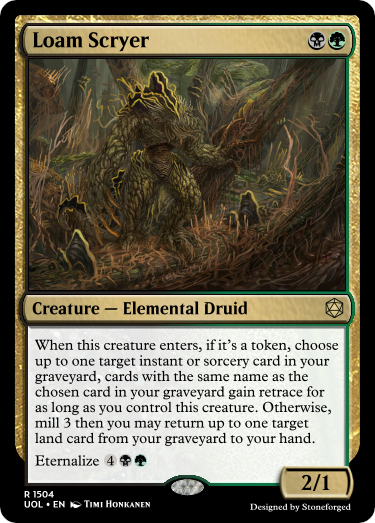 Loam Scryer
Creature — Elemental Druid
When this creature enters, if it's a token, choose
up to one target instant or sorcery card in your
graveyard, cards with the same name as the
chosen card in your graveyard gain retrace for
as long as you control this creature. Otherwise,
mill 3 then you may return up to one target
land card from your graveyard to your hand.
Eternalize 4
2/1
R 1504
UOL • EN Timi Honkanen
Designed by Stoneforged